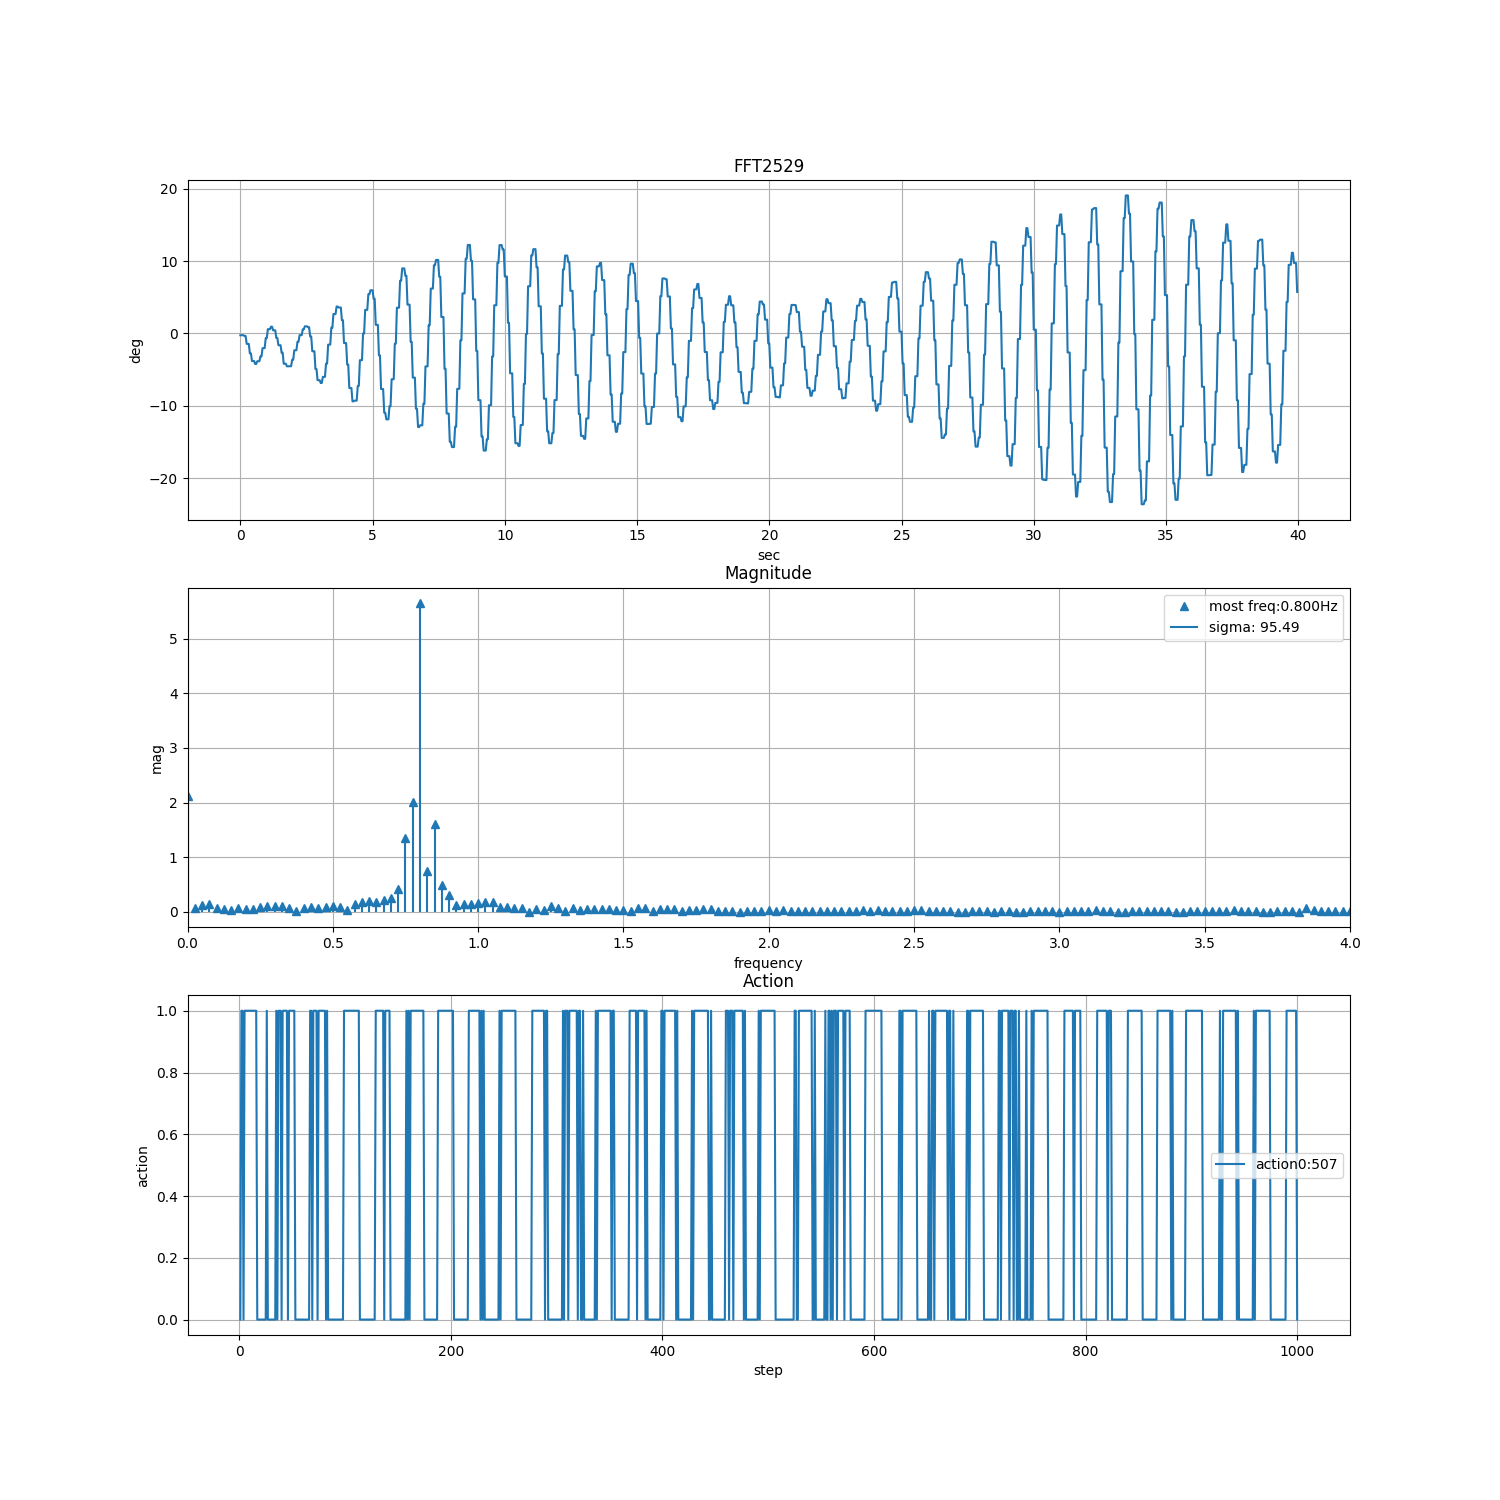 FFT2529
20
10
0
−10
−20
deg
0 5 10 15 20 25 30 35 40
sec
Magnitude
most freq:0.800Hz
sigma: 95.49
5
4
3
2
1
0
mag
0.0 0.5 1.0 1.5 2.0 2.5 3.0 3.5 4.0
frequency
Action
1.0
0.8
0.6
0.4
0.2
0.0
action
action0:507
0 200 400 600 800 1000
step